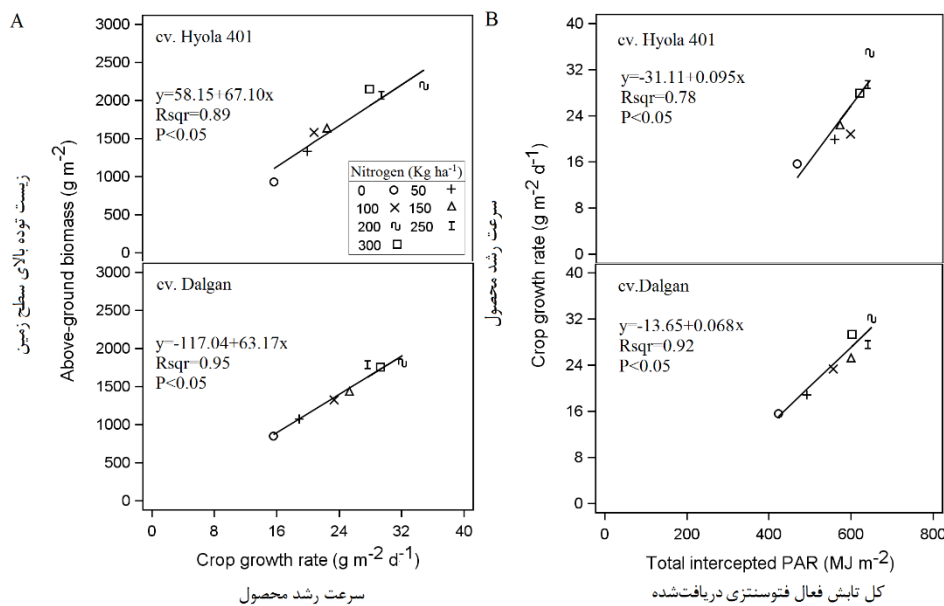 A
زیست توده بالای سطح زمین
Above-ground biomass (g m⁻²)
3000
2500
2000
1500
1000
500
0
cv. Hyola 401
y=58.15+67.10x
Rsqr=0.89
P<0.05
Nitrogen (Kg ha⁻¹)
0 50
100 150
200 250
300
3000
2500
2000
1500
1000
500
0
cv. Dalgan
y=-117.04+63.17x
Rsqr=0.95
P<0.05
0 8 16 24 32 40
Crop growth rate (g m⁻² d⁻¹)
سرعت رشد محصول
B
سرعت رشد محصول
Crop growth rate (g m⁻² d⁻¹)
40
32
24
16
8
0
cv. Hyola 401
y=-31.11+0.095x
Rsqr=0.78
P<0.05
40
32
24
16
8
0
cv.Dalgan
y=-13.65+0.068x
Rsqr=0.92
P<0.05
0 200 400 600 800
Total intercepted PAR (MJ m⁻²)
کل تابش فعال فتوسنتزی دریافت‌شده